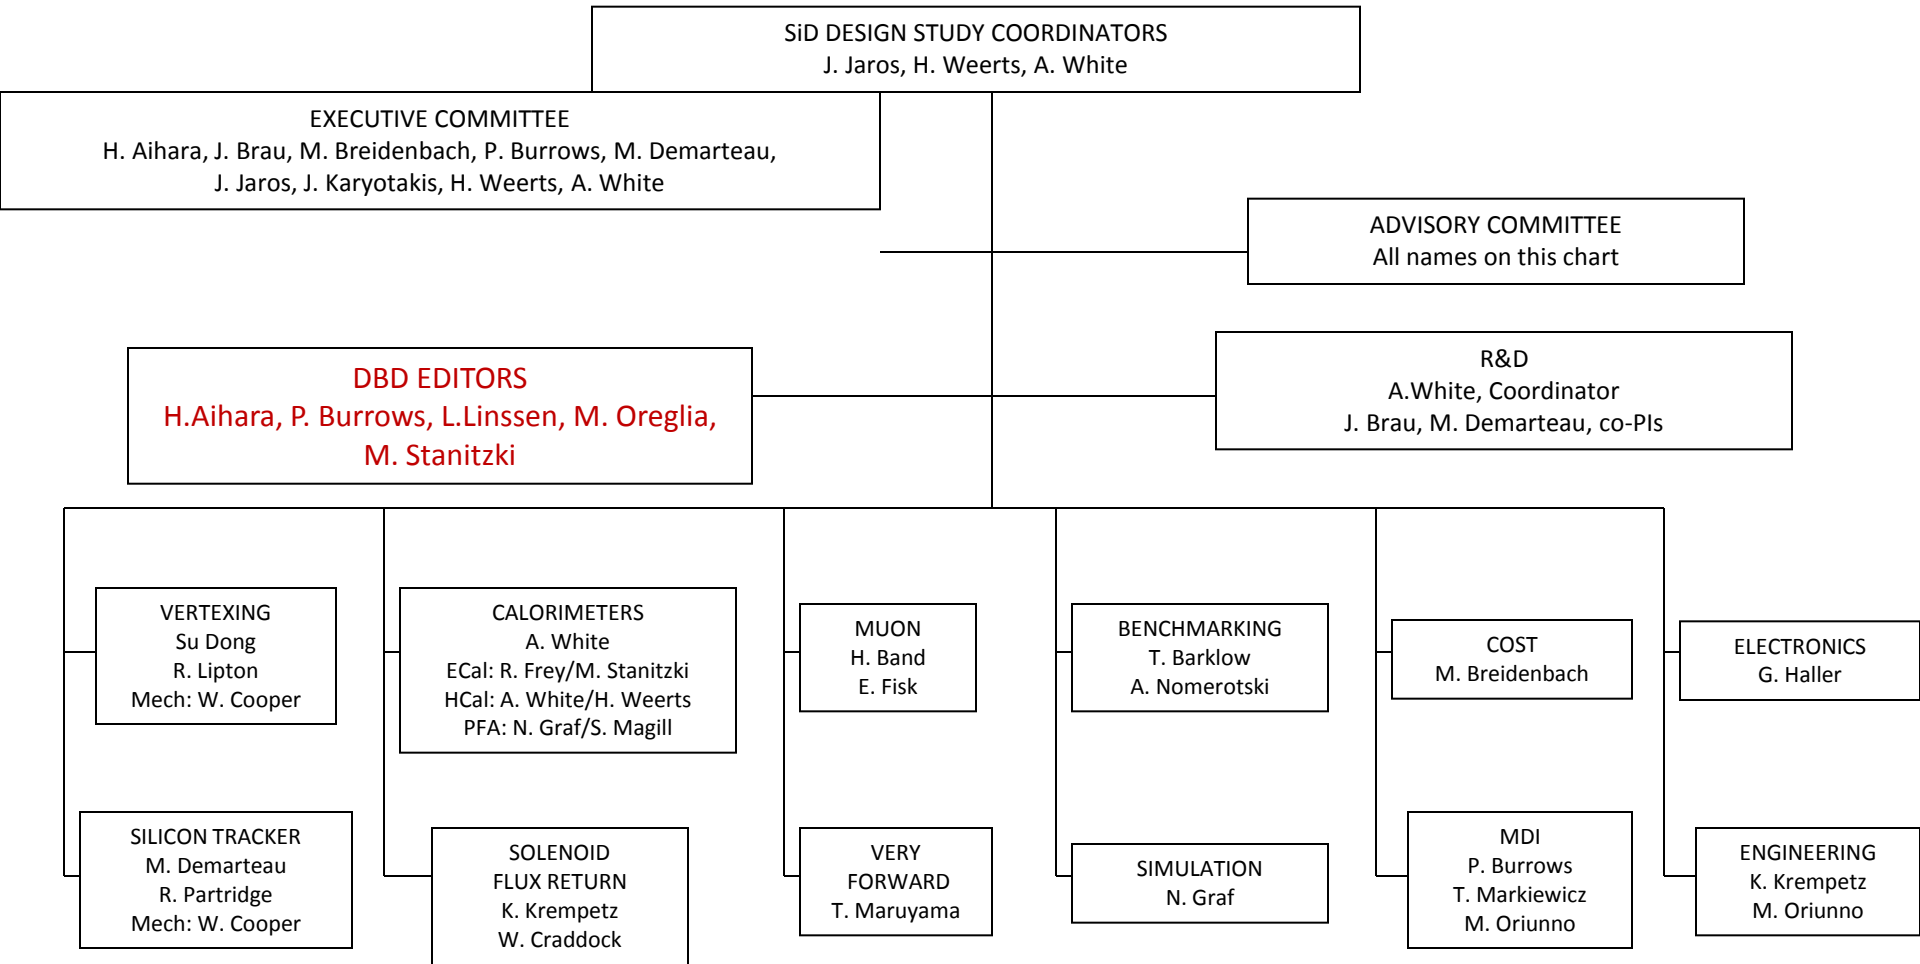 SiD DESIGN STUDY COORDINATORS
J. Jaros, H. Weerts, A. White
EXECUTIVE COMMITTEE
H. Aihara, J. Brau, M. Breidenbach, P. Burrows, M. Demarteau,
J. Jaros, J. Karyotakis, H. Weerts, A. White
ADVISORY COMMITTEE
All names on this chart
DBD EDITORS
H.Aihara, P. Burrows, L.Linssen, M. Oreglia,
M. Stanitzki
R&D
A.White, Coordinator
J. Brau, M. Demarteau, co-PIs
VERTEXING
Su Dong
R. Lipton
Mech: W. Cooper
CALORIMETERS
A. White
ECal: R. Frey/M. Stanitzki
HCal: A. White/H. Weerts
PFA: N. Graf/S. Magill
MUON
H. Band
E. Fisk
BENCHMARKING
T. Barklow
A. Nomerotski
COST
M. Breidenbach
ELECTRONICS
G. Haller
SILICON TRACKER
M. Demarteau
R. Partridge
Mech: W. Cooper
SOLENOID
FLUX RETURN
K. Krempetz
W. Craddock
VERY
FORWARD
T. Maruyama
SIMULATION
N. Graf
MDI
P. Burrows
T. Markiewicz
M. Oriunno
ENGINEERING
K. Krempetz
M. Oriunno